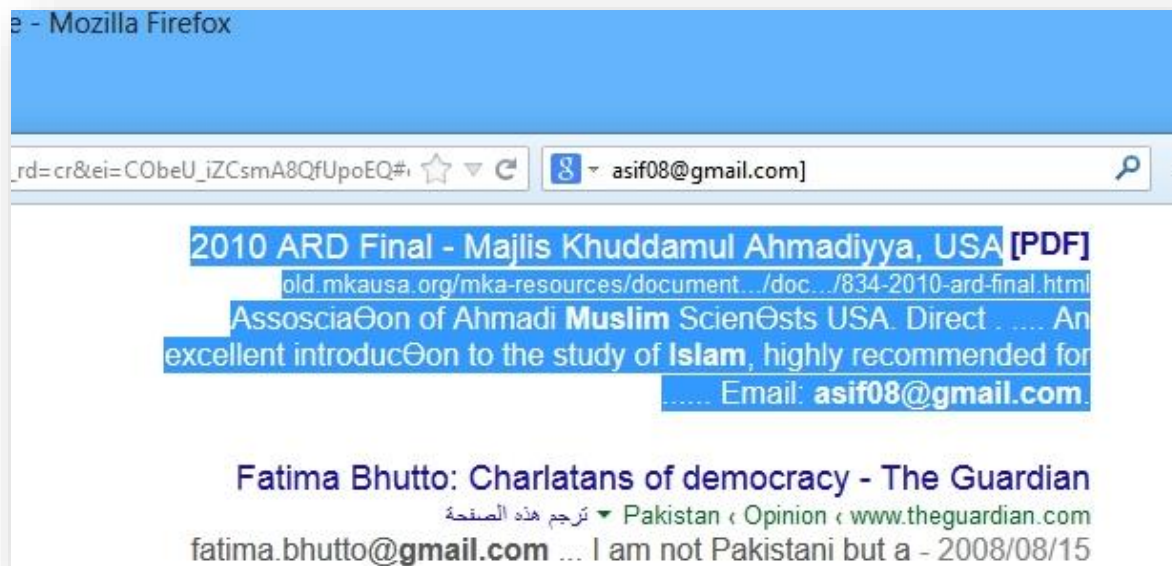 e - Mozilla Firefox
_rd=cr&ei=CObeU_iZCsmA8QfUpoEQ#
asif08@gmail.com]
2010 ARD Final - Majlis Khuddamul Ahmadiyya, USA [PDF]
old.mkausa.org/mka-resources/document.../doc.../834-2010-ard-final.html
AssosciaӨon of Ahmadi Muslim ScienӨsts USA. Direct . .... An
excellent introducӨon to the study of Islam, highly recommended for
...... Email: asif08@gmail.com.
Fatima Bhutto: Charlatans of democracy - The Guardian
ترجم هذه الصفحة Pakistan ‹ Opinion ‹ www.theguardian.com
fatima.bhutto@gmail.com ... I am not Pakistani but a - 2008/08/15